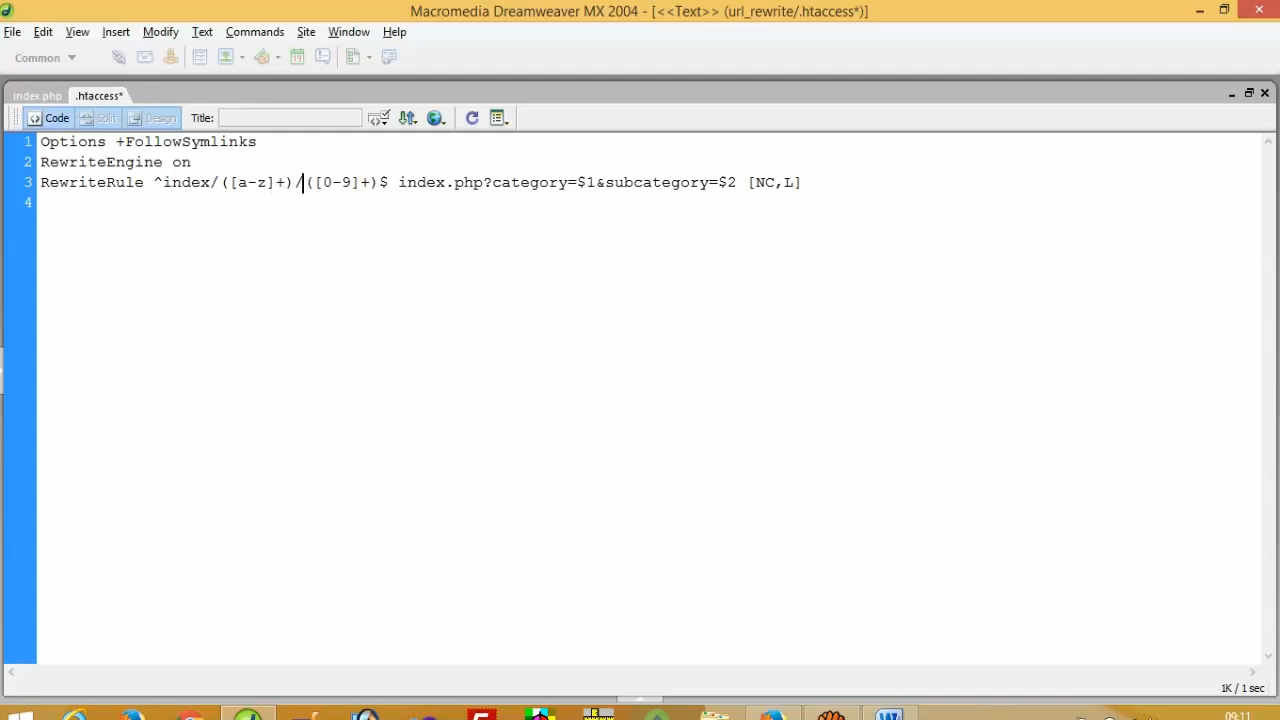 Macromedia Dreamweaver MX 2004 - [<<Text>> (url_rewrite/.htaccess*)]
File Edit View Insert Modify Text Commands Site Window Help
Common
index.php .htaccess*
Code Split Design Title:
1 Options +FollowSymlinks
2 RewriteEngine on
3 RewriteRule ^index/([a-z]+)/([0-9]+)$ index.php?category=$1&subcategory=$2 [NC,L]
4
1K / 1 sec
09:11